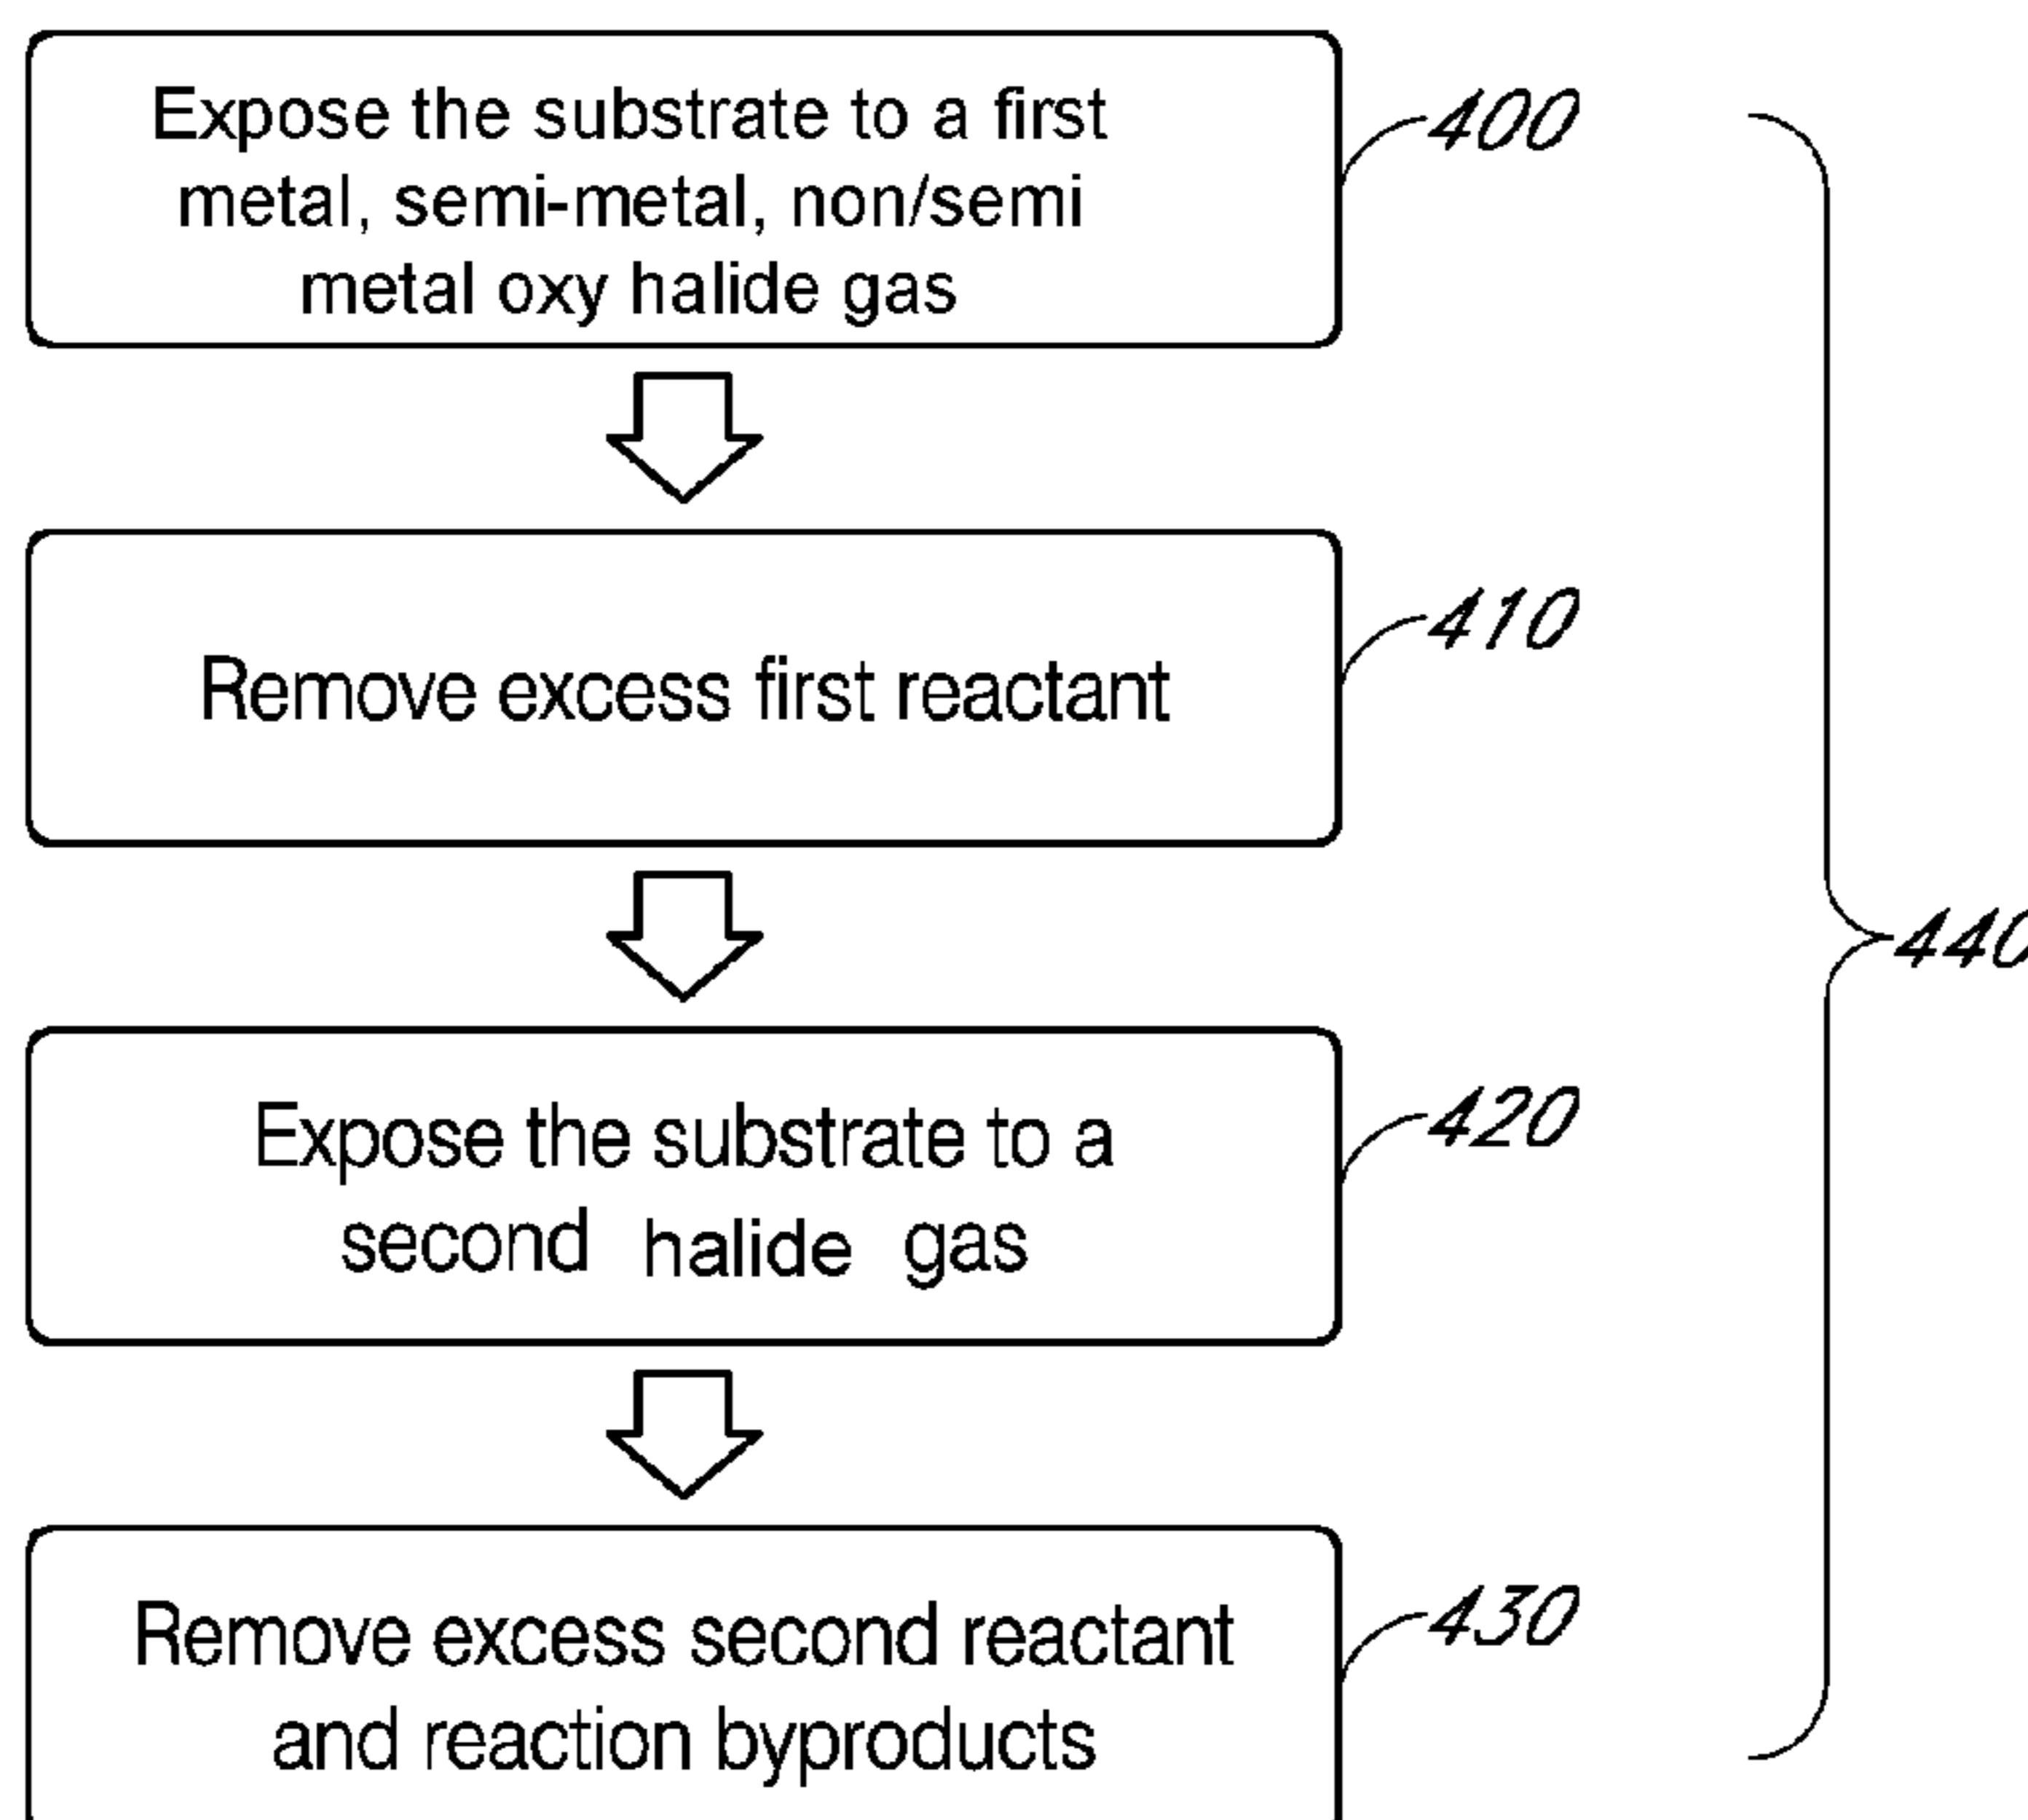 Expose the substrate to a first
metal, semi-metal, non/semi
metal oxy halide gas
400
Remove excess first reactant
410
440
Expose the substrate to a
second halide gas
420
Remove excess second reactant
and reaction byproducts
430